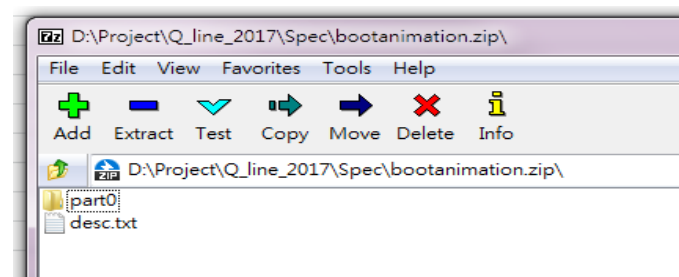 7z D:\Project\Q_line_2017\Spec\bootanimation.zip\
File Edit View Favorites Tools Help
Add Extract Test Copy Move Delete Info
ZIP D:\Project\Q_line_2017\Spec\bootanimation.zip\
part0
desc.txt